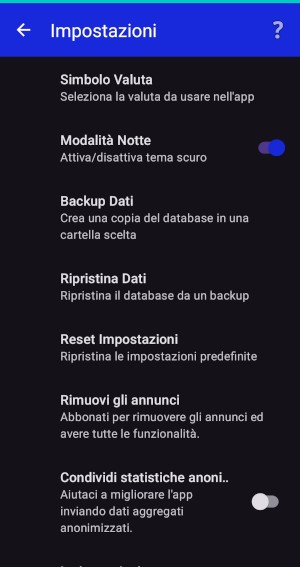 Impostazioni ?
Simbolo Valuta
Seleziona la valuta da usare nell'app
Modalità Notte
Attiva/disattiva tema scuro
Backup Dati
Crea una copia del database in una
cartella scelta
Ripristina Dati
Ripristina il database da un backup
Reset Impostazioni
Ripristina le impostazioni predefinite
Rimuovi gli annunci
Abbonati per rimuovere gli annunci ed
avere tutte le funzionalità.
Condividi statistiche anoni..
Aiutaci a migliorare l'app
inviando dati aggregati
anonimizzati.